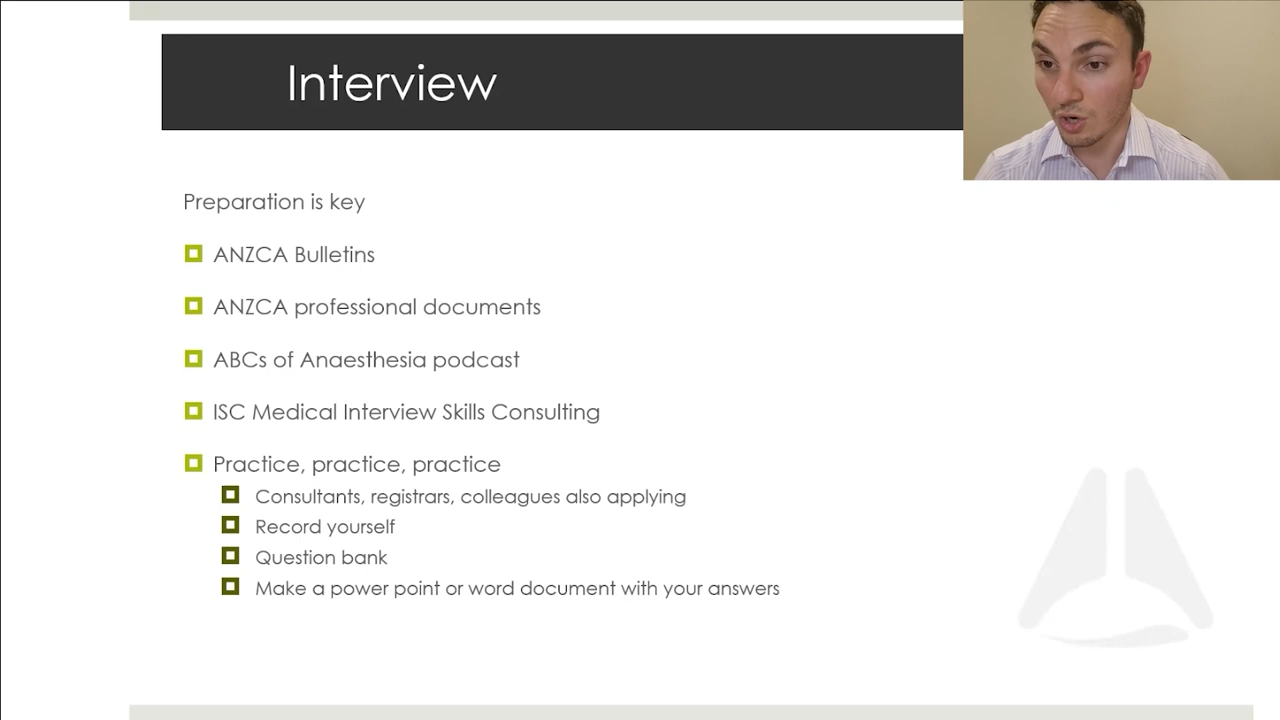 Interview
Preparation is key
ANZCA Bulletins
ANZCA professional documents
ABCs of Anaesthesia podcast
ISC Medical Interview Skills Consulting
Practice, practice, practice
Consultants, registrars, colleagues also applying
Record yourself
Question bank
Make a power point or word document with your answers